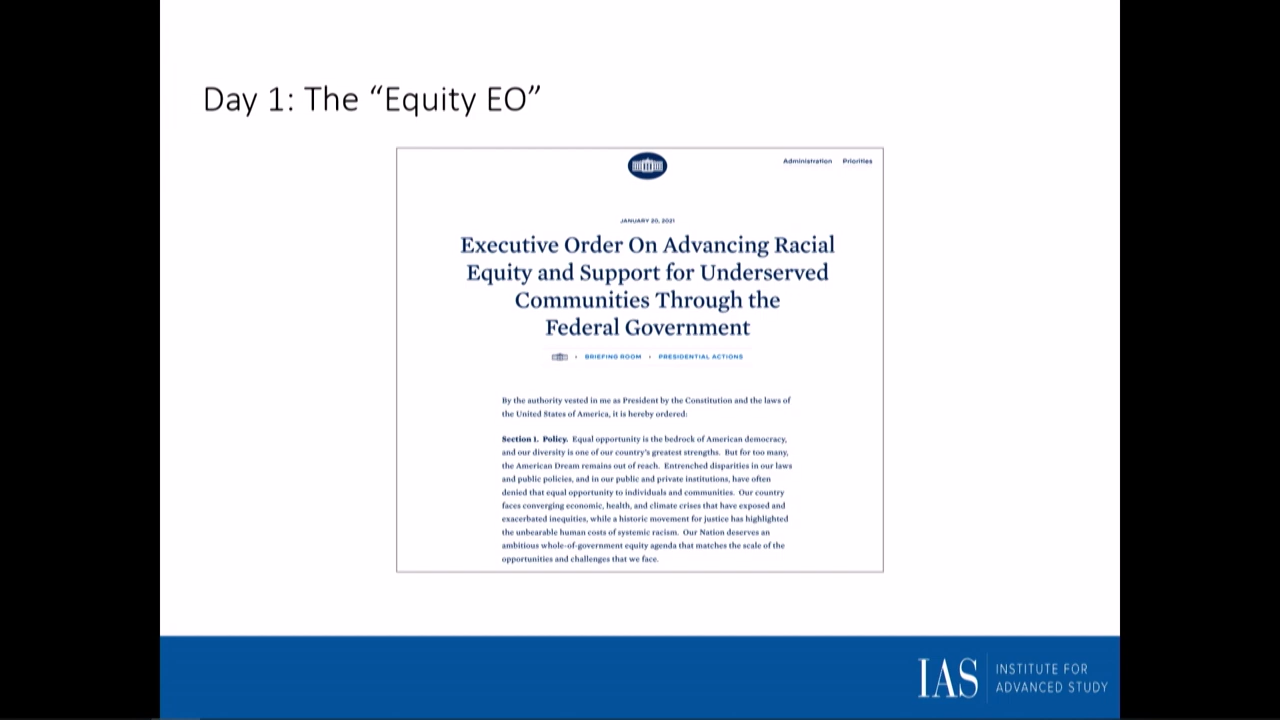 Day 1: The “Equity EO”
Administration Priorities
JANUARY 20, 2021
Executive Order On Advancing Racial
Equity and Support for Underserved
Communities Through the
Federal Government
BRIEFING ROOM • PRESIDENTIAL ACTIONS
By the authority vested in me as President by the Constitution and the laws of
the United States of America, it is hereby ordered:
Section 1. Policy. Equal opportunity is the bedrock of American democracy,
and our diversity is one of our country’s greatest strengths. But for too many,
the American Dream remains out of reach. Entrenched disparities in our laws
and public policies, and in our public and private institutions, have often
denied that equal opportunity to individuals and communities. Our country
faces converging economic, health, and climate crises that have exposed and
exacerbated inequities, while a historic movement for justice has highlighted
the unbearable human costs of systemic racism. Our Nation deserves an
ambitious whole-of-government equity agenda that matches the scale of the
opportunities and challenges that we face.
IAS
INSTITUTE FOR
ADVANCED STUDY